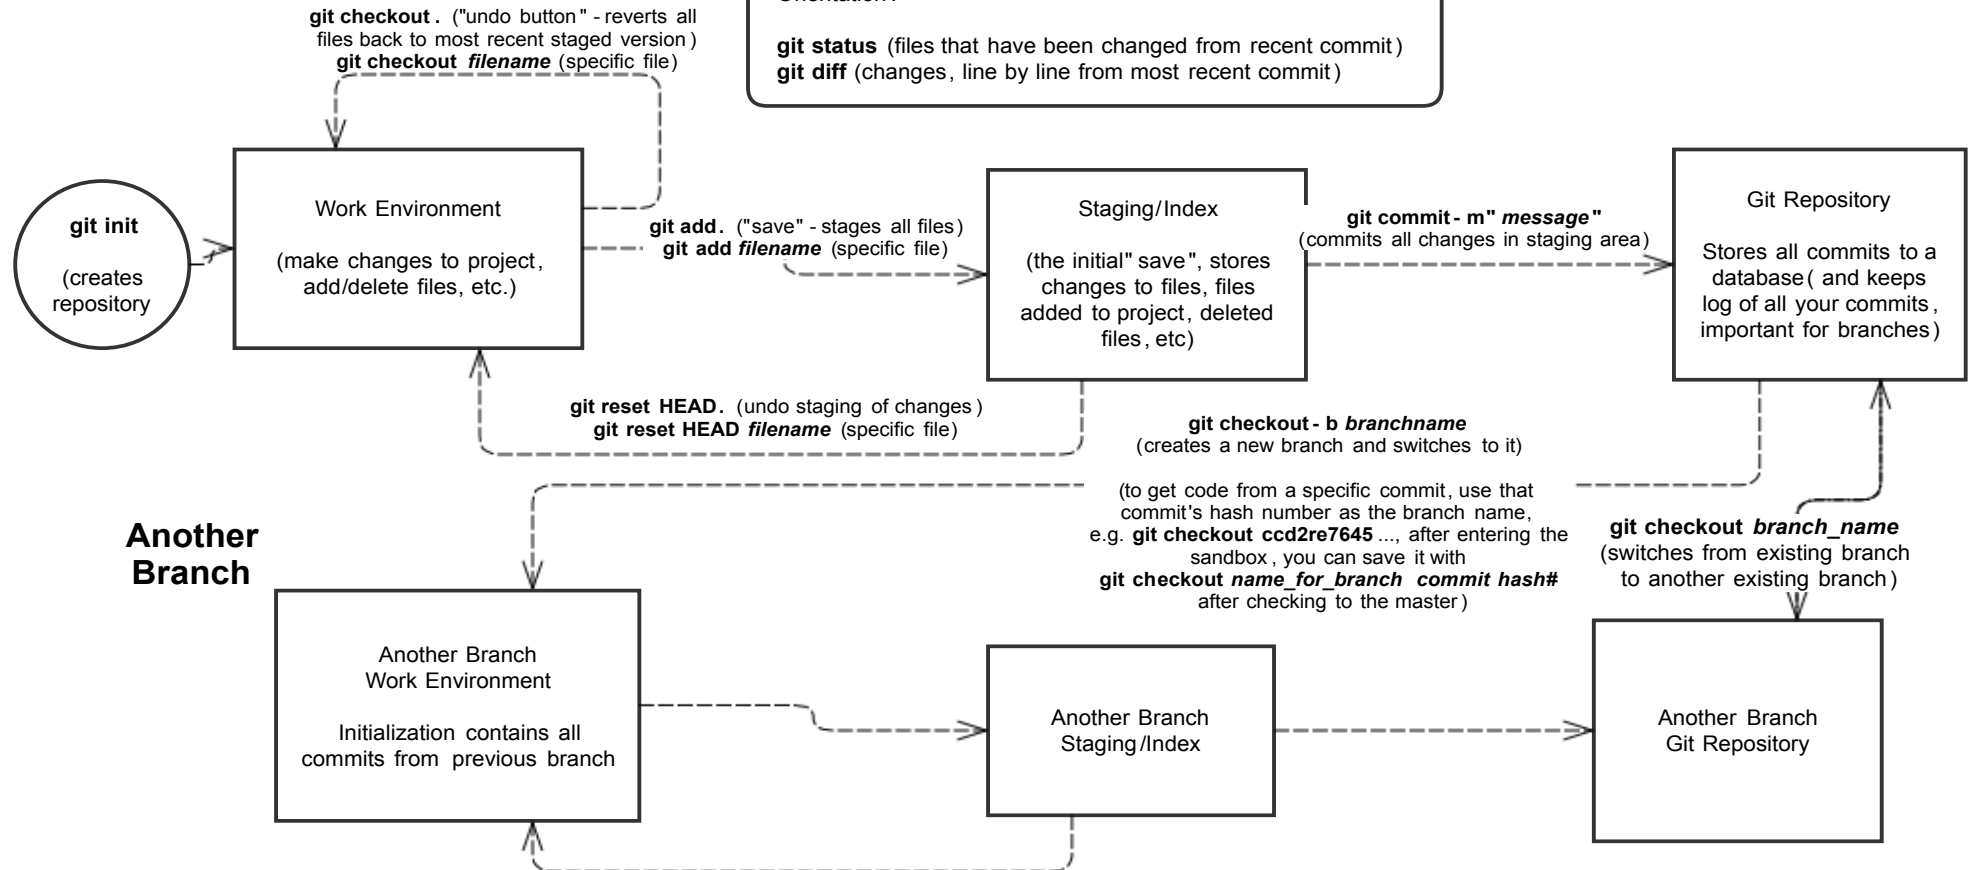 git checkout . ("undo button" - reverts all
files back to most recent staged version)
git checkout filename (specific file)
git status (files that have been changed from recent commit)
git diff (changes, line by line from most recent commit)
git init
(creates
repository
Work Environment
(make changes to project,
add/delete files, etc.)
git add. ("save" - stages all files)
git add filename (specific file)
Staging/Index
(the initial" save", stores
changes to files, files
added to project, deleted
files, etc)
git commit - m" message"
(commits all changes in staging area)
Git Repository
Stores all commits to a
database( and keeps
log of all your commits,
important for branches)
git reset HEAD. (undo staging of changes)
git reset HEAD filename (specific file)
git checkout - b branchname
(creates a new branch and switches to it)
(to get code from a specific commit, use that
commit's hash number as the branch name,
e.g. git checkout ccd2re7645 ..., after entering the
sandbox, you can save it with
git checkout name_for_branch commit hash#
after checking to the master)
git checkout branch_name
(switches from existing branch
to another existing branch)
Another
Branch
Another Branch
Work Environment
Initialization contains all
commits from previous branch
Another Branch
Staging/Index
Another Branch
Git Repository